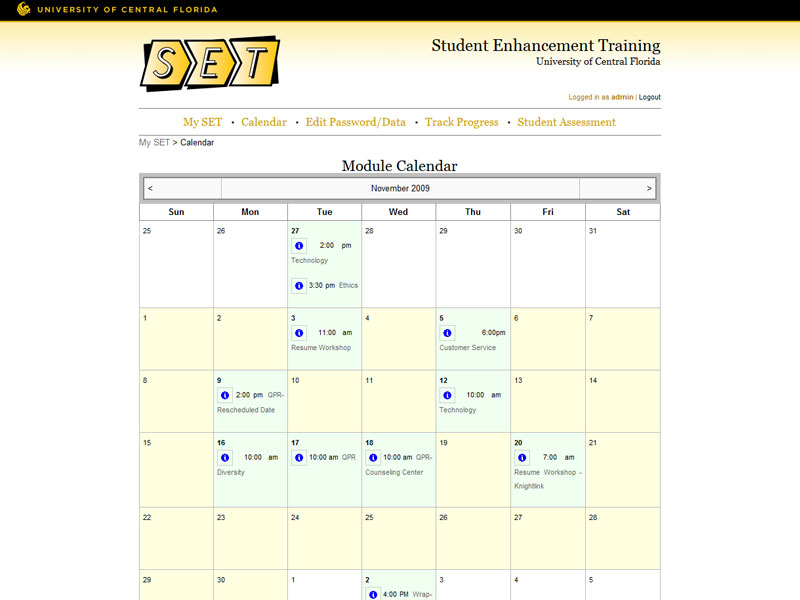 UNIVERSITY OF CENTRAL FLORIDA
SET
Student Enhancement Training
University of Central Florida
Logged in as admin | Logout
My SET • Calendar • Edit Password/Data • Track Progress • Student Assessment
My SET > Calendar
Module Calendar
< November 2009 >
Sun Mon Tue Wed Thu Fri Sat
25 26 27 28 29 30 31
2:00 pm
Technology
3:30 pm Ethics
1 2 3 4 5 6 7
11:00 am 6:00pm
Resume Workshop Customer Service
8 9 10 11 12 13 14
2:00 pm QPR- 10:00 am
Rescheduled Date Technology
15 16 17 18 19 20 21
10:00 am 10:00 am QPR 10:00 am QPR- 7:00 am
Diversity Counseling Center Resume Workshop -
Knightlink
22 23 24 25 26 27 28
29 30 1 2 3 4 5
4:00 PM Wrap-